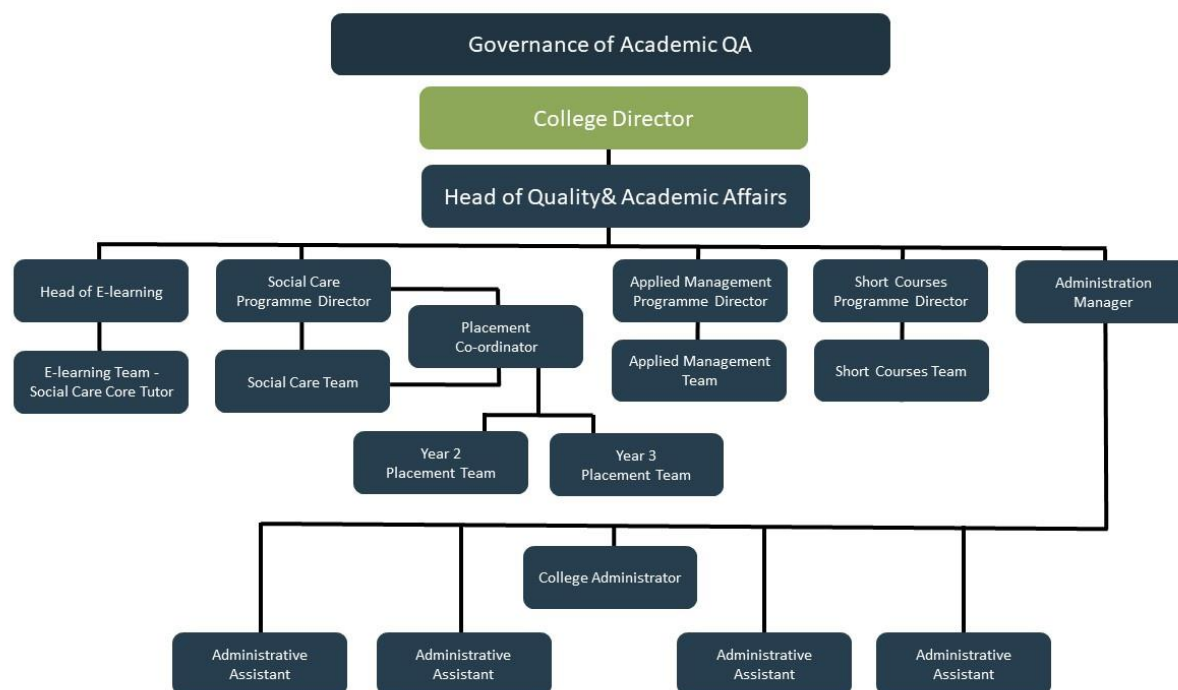 Governance of Academic QA
College Director
Head of Quality& Academic Affairs
Head of E-learning
Social Care
Programme Director
Applied Management
Programme Director
Short Courses
Programme Director
Administration
Manager
Placement
Co-ordinator
E-learning Team -
Social Care Core Tutor
Social Care Team
Applied Management
Team
Short Courses Team
Year 2
Placement Team
Year 3
Placement Team
College Administrator
Administrative
Assistant
Administrative
Assistant
Administrative
Assistant
Administrative
Assistant